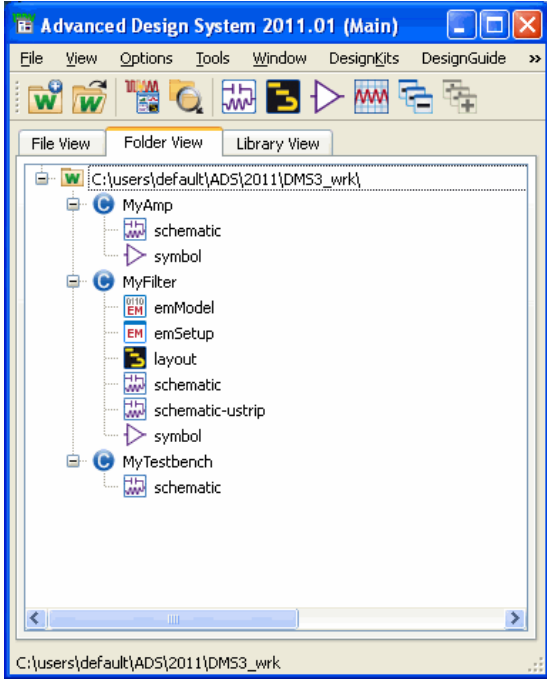 Advanced Design System 2011.01 (Main)
File View Options Tools Window DesignKits DesignGuide »
File View Folder View Library View
C:\users\default\ADS\2011\DMS3_wrk\
MyAmp
schematic
symbol
MyFilter
emModel
emSetup
layout
schematic
schematic-ustrip
symbol
MyTestbench
schematic
C:\users\default\ADS\2011\DMS3_wrk